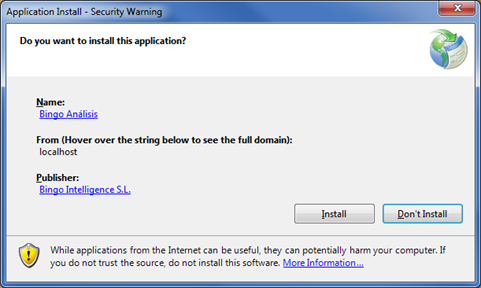 Application Install - Security Warning
Do you want to install this application?
Name:
Bingo Análisis
From (Hover over the string below to see the full domain):
localhost
Publisher:
Bingo Intelligence S.L.
Install
Don't Install
While applications from the Internet can be useful, they can potentially harm your computer. If
you do not trust the source, do not install this software. More Information...